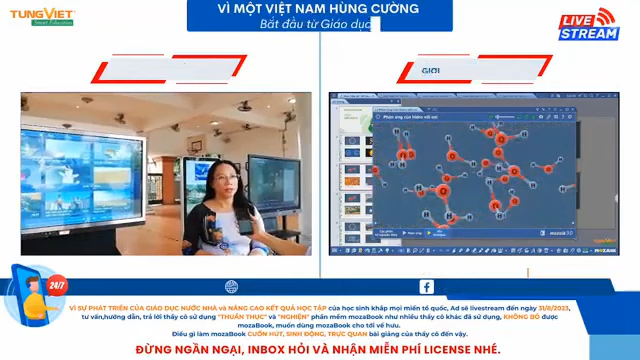 TUNGVIET
Smart Education
VÌ MỘT VIỆT NAM HÙNG CƯỜNG
Bắt đầu từ Giáo dục
LIVE
STREAM
GIỚI
Phản ứng của hidro với oxi
mozaik3D
TUNGVIET
24/7
VÌ SỰ PHÁT TRIỂN CỦA GIÁO DỤC NƯỚC NHÀ và NÂNG CAO KẾT QUẢ HỌC TẬP của học sinh khắp mọi miền tổ quốc, Ad sẽ livestream đến ngày 31/8/2023,
tư vấn,hướng dẫn, trả lời thầy cô sử dụng "THUẦN THỤC" và "NGHIỆN" phần mềm mozaBook như nhiều thầy cô khác đã sử dụng, KHÔNG BỎ được
mozaBook, muốn dùng mozaBook cho tới về hưu.
Điều gì làm mozaBook CUỐN HÚT, SINH ĐỘNG, TRỰC QUAN bài giảng của thầy cô đến vậy.
ĐỪNG NGẦN NGẠI, INBOX HỎI VÀ NHẬN MIỄN PHÍ LICENSE NHÉ.